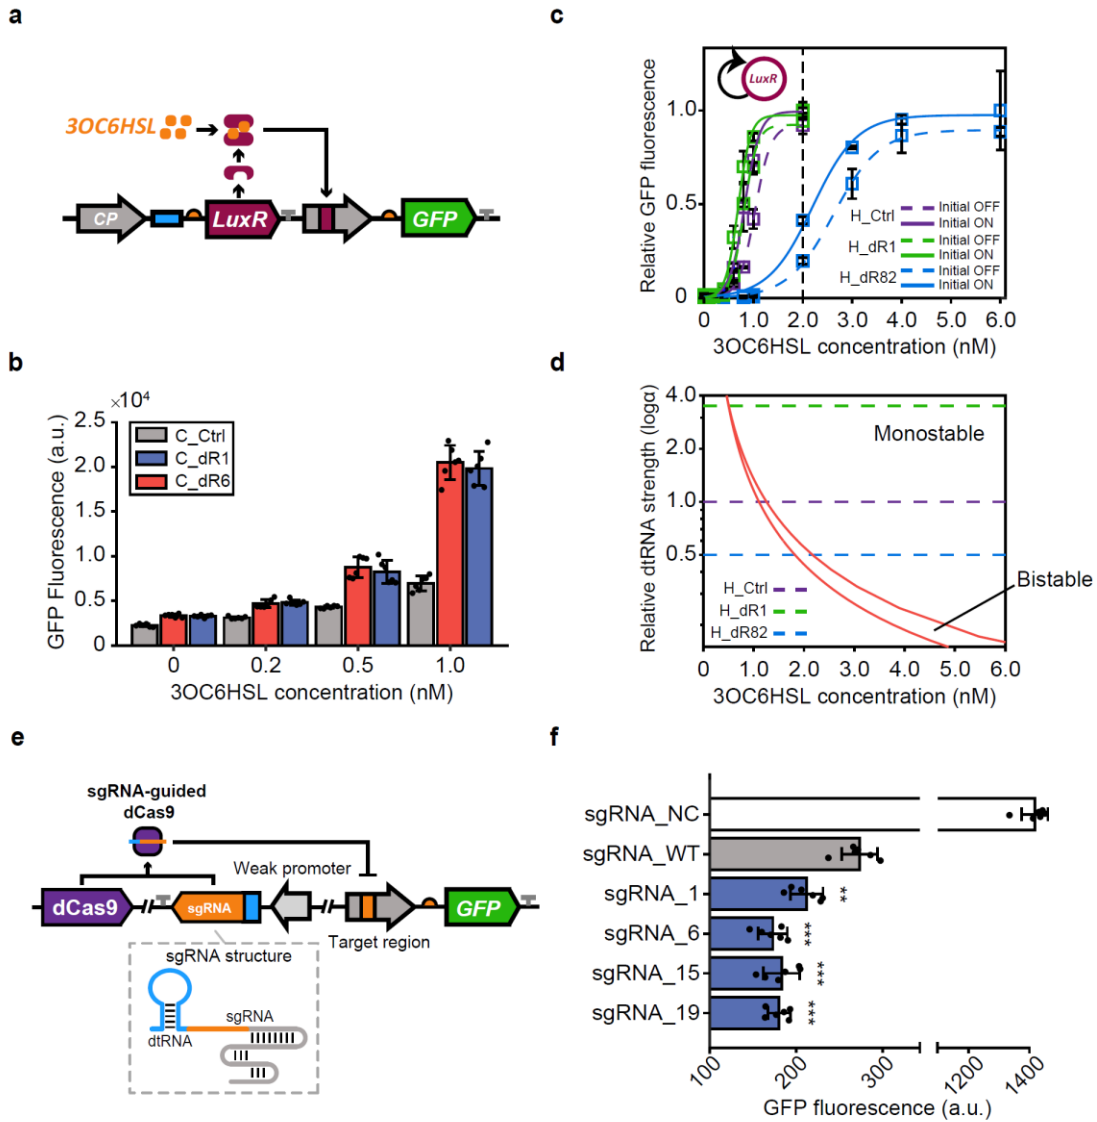 a
3OC6HSL
CP
LuxR
GFP
b
×10⁴
GFP Fluorescence (a.u.)
2.5
2.0
1.5
1.0
0.5
0
C_Ctrl
C_dR1
C_dR6
0
0.2
0.5
1.0
3OC6HSL concentration (nM)
c
Relative GFP fluorescence
1.0
0.5
0
LuxR
H_Ctrl
Initial OFF
Initial ON
H_dR1
Initial OFF
Initial ON
H_dR82
Initial OFF
Initial ON
0
1.0
2.0
3.0
4.0
5.0
6.0
3OC6HSL concentration (nM)
d
Relative dtRNA strength (logα)
4.0
2.0
1.0
0.5
Monostable
Bistable
H_Ctrl
H_dR1
H_dR82
0
1.0
2.0
3.0
4.0
5.0
6.0
3OC6HSL concentration (nM)
e
sgRNA-guided
dCas9
Weak promoter
dCas9
sgRNA
GFP
Target region
sgRNA structure
sgRNA
dtRNA
f
sgRNA_NC
sgRNA_WT
sgRNA_1
**
sgRNA_6
***
sgRNA_15
***
sgRNA_19
***
100
200
300
1200
1400
GFP fluorescence (a.u.)